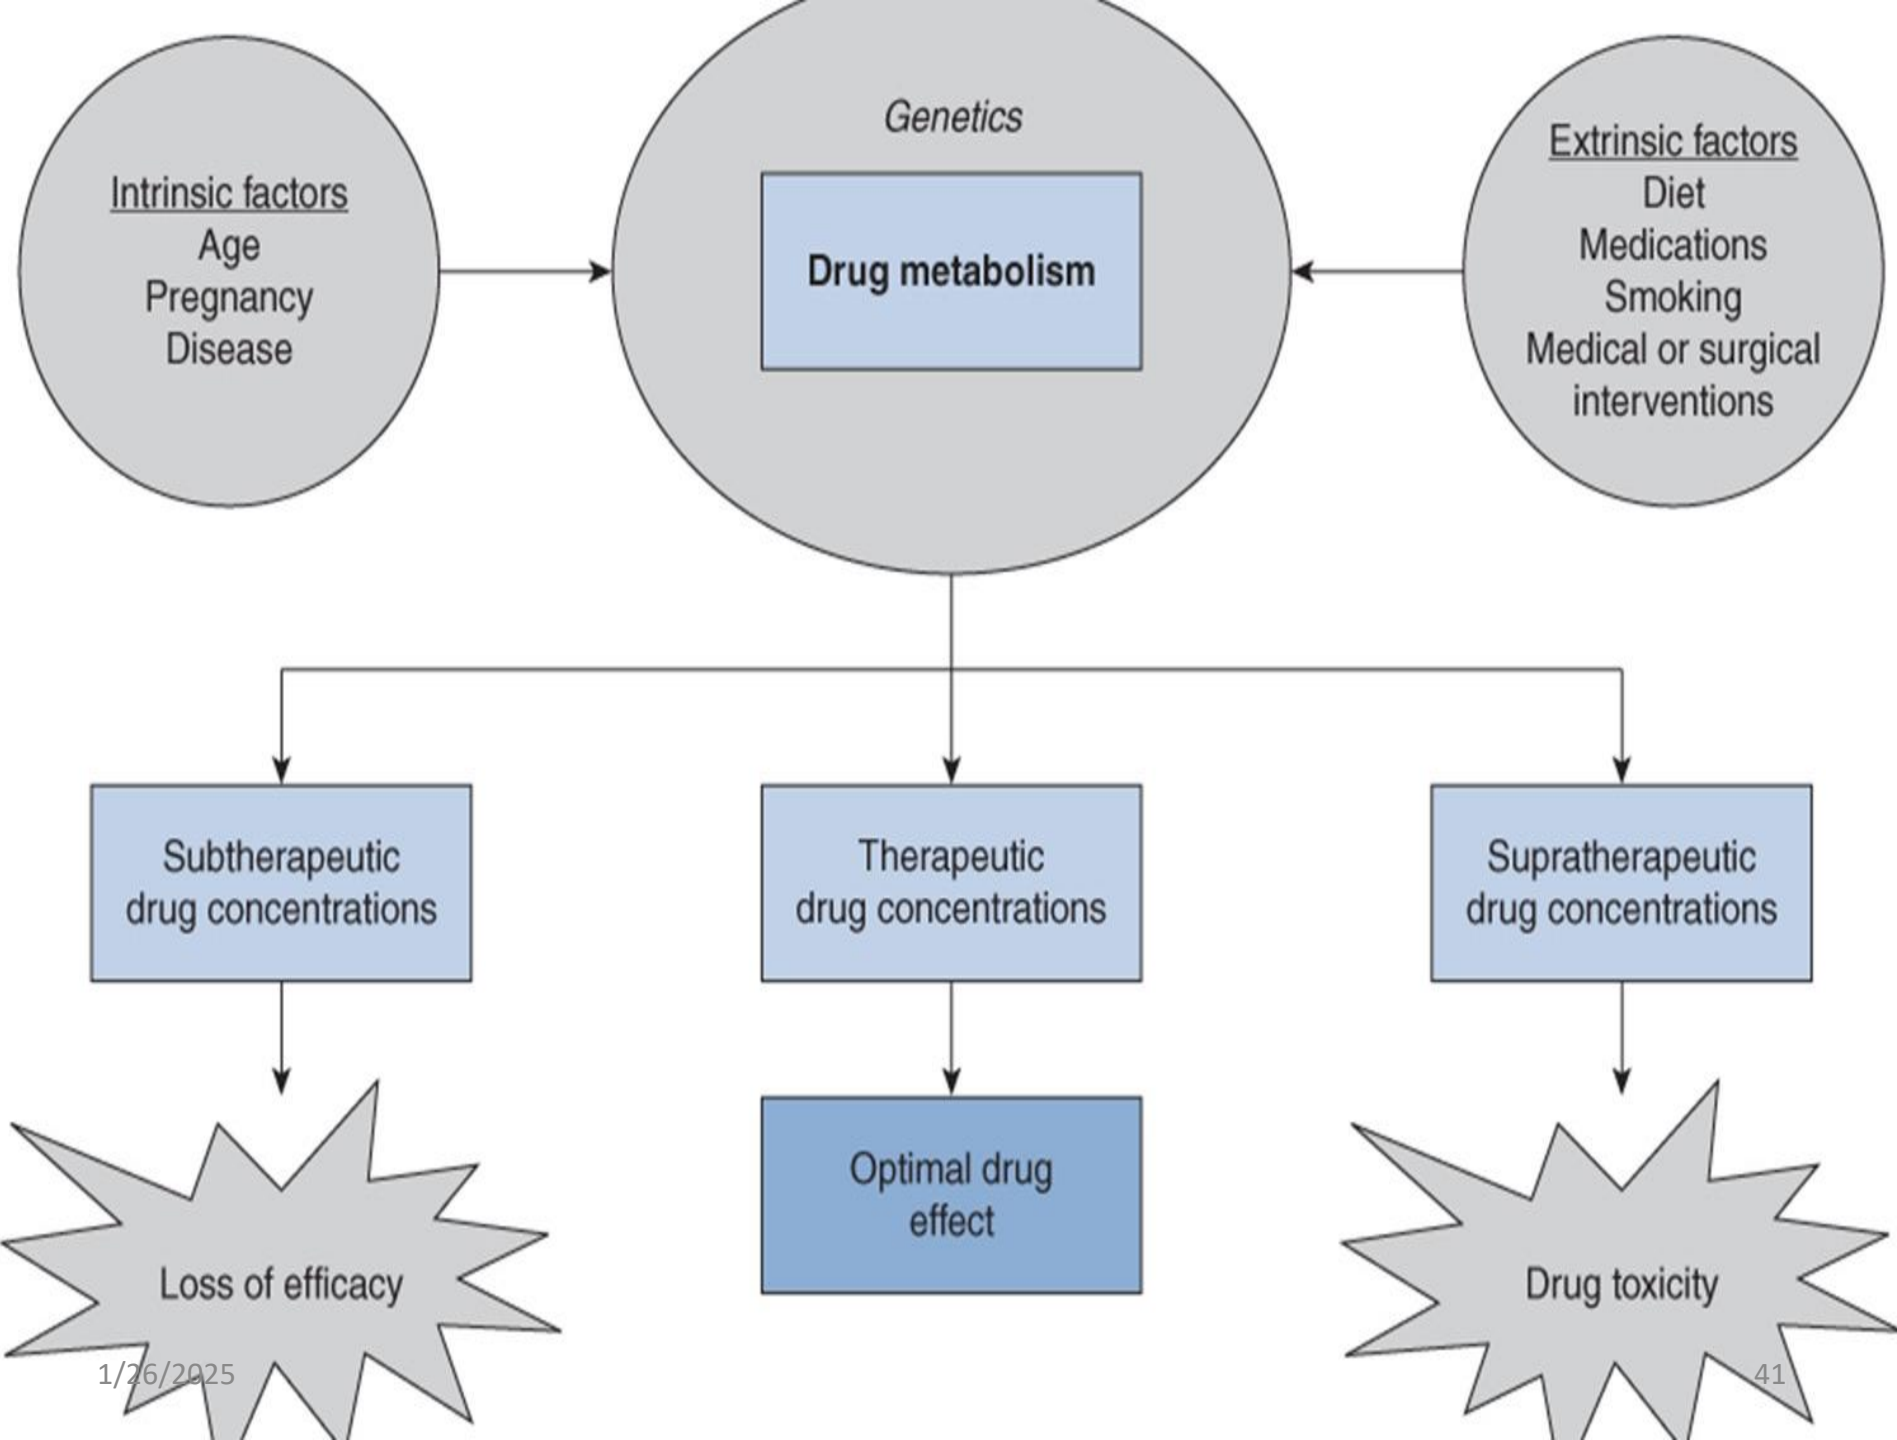 Genetics
Drug metabolism
Intrinsic factors
Age
Pregnancy
Disease
Extrinsic factors
Diet
Medications
Smoking
Medical or surgical
interventions
Subtherapeutic
drug concentrations
Therapeutic
drug concentrations
Supratherapeutic
drug concentrations
Loss of efficacy
Optimal drug
effect
Drug toxicity
1/26/2025
41